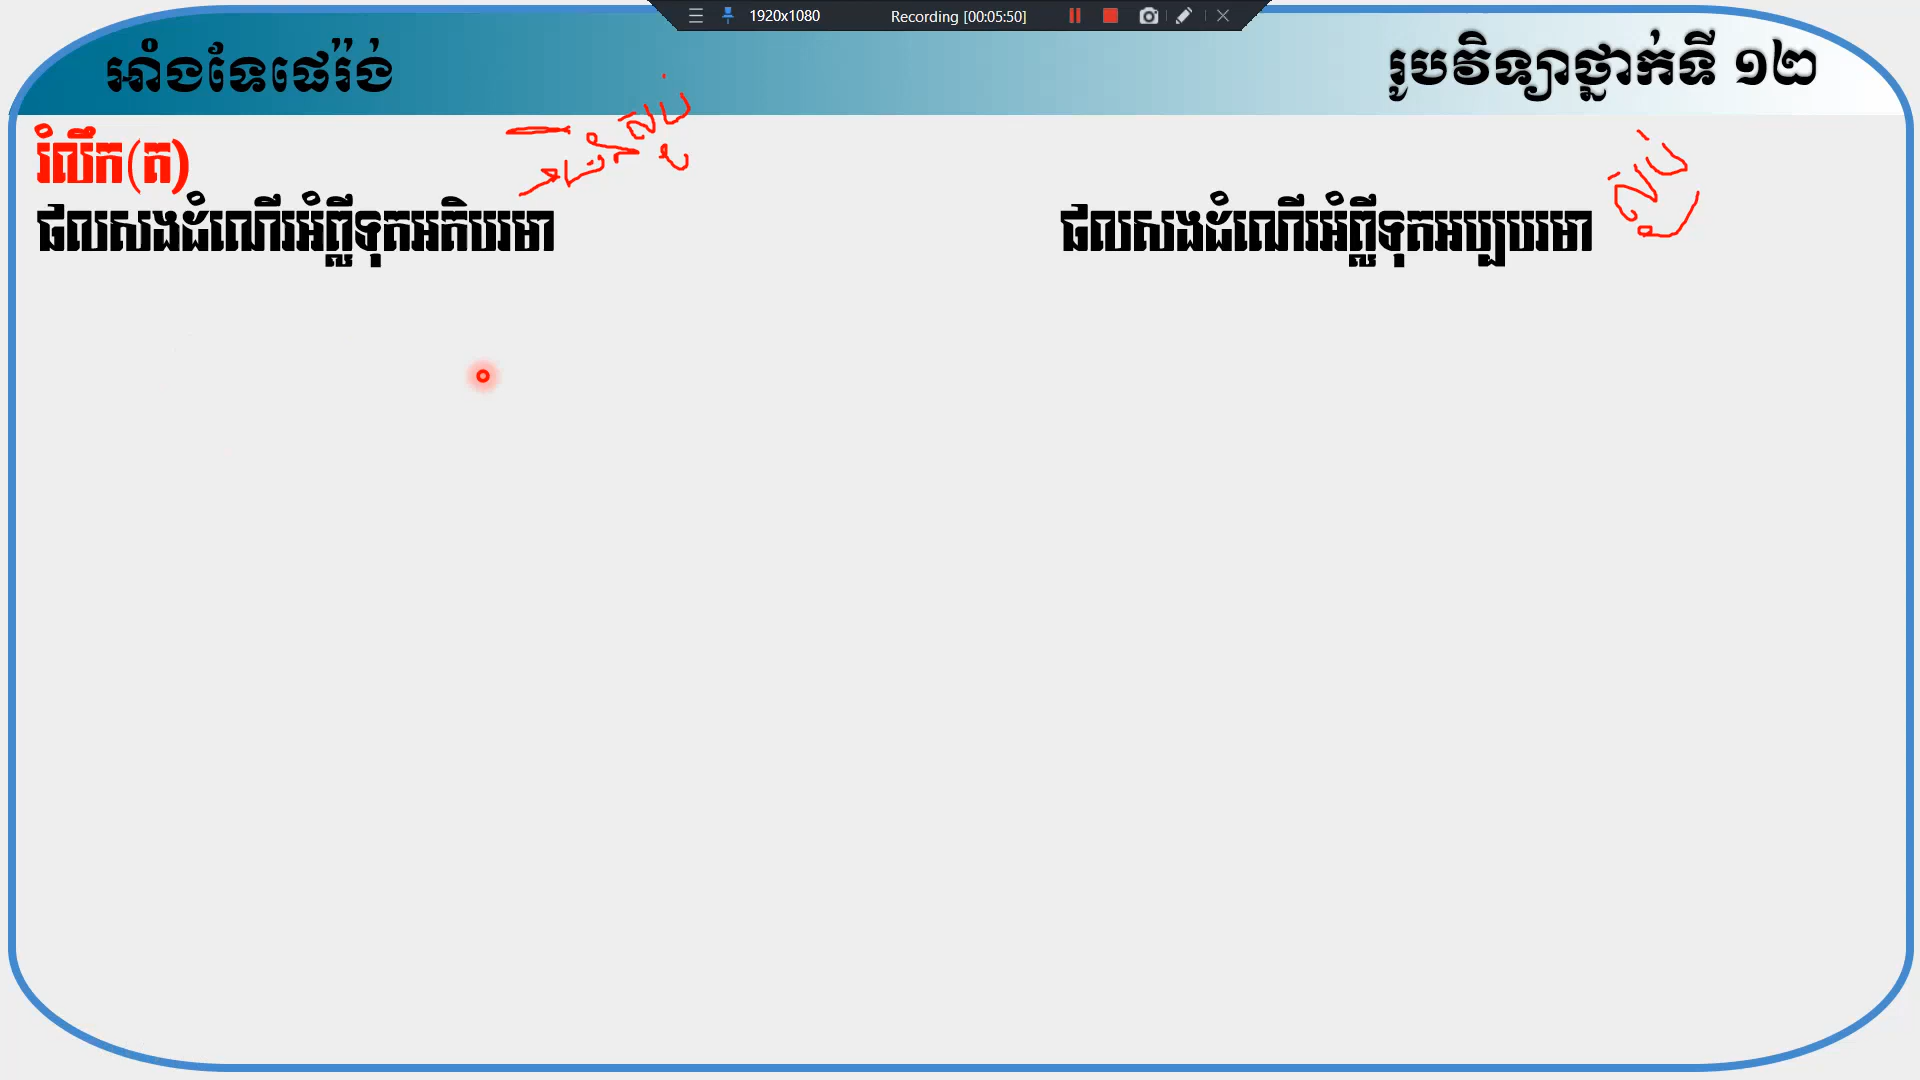 1920x1080 Recording [00:05:50]
អាំងទែផេរ៉ង់
រូបវិទ្យាថ្នាក់ទី ១២
រំលឹក(ត)
ផលសងដំណើរអំព្លីទុតអតិបរមា
ផលសងដំណើរអំព្លីទុតអប្បបរមា